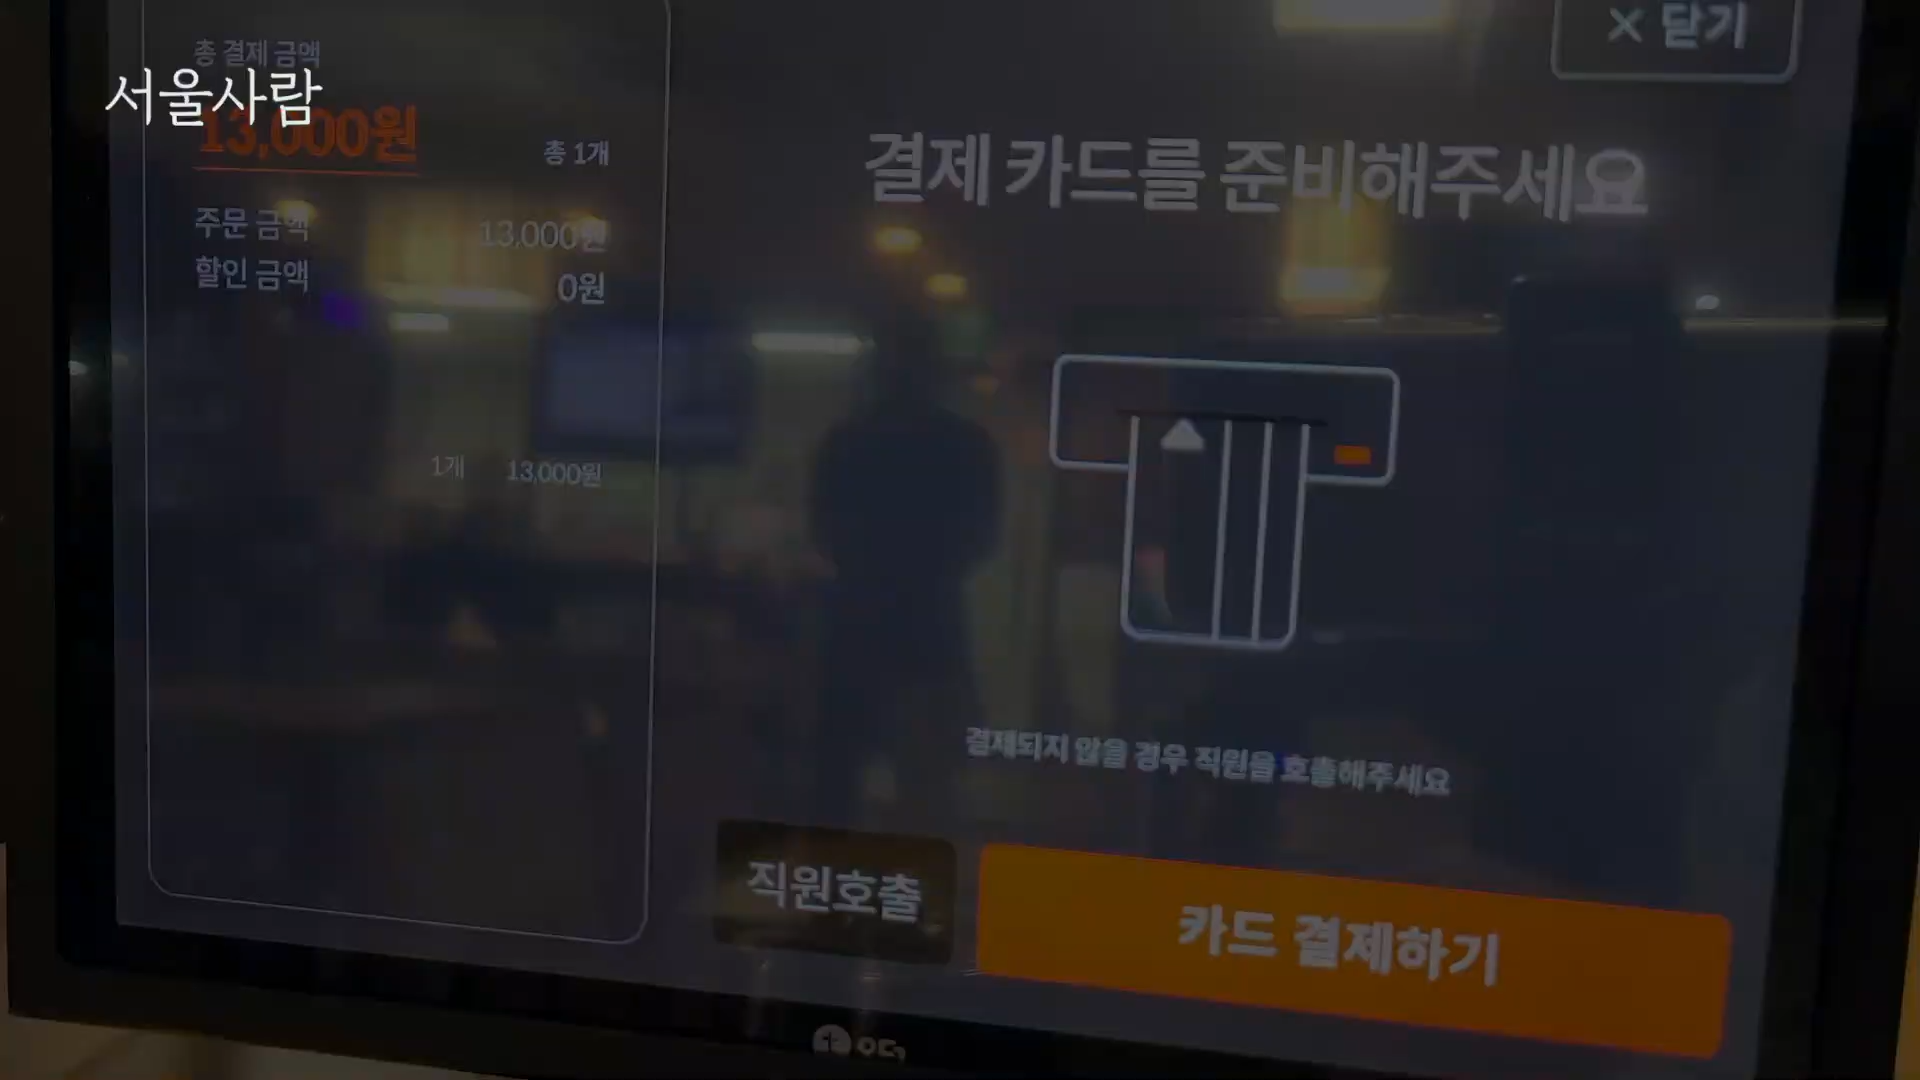 총 결제 금액
서울사람
13,000원
총 1개
주문 금액 13,000원
할인 금액 0원
1개 13,000원
× 닫기
결제 카드를 준비해주세요
결제되지 않을 경우 직원을 호출해주세요
직원호출
카드 결제하기